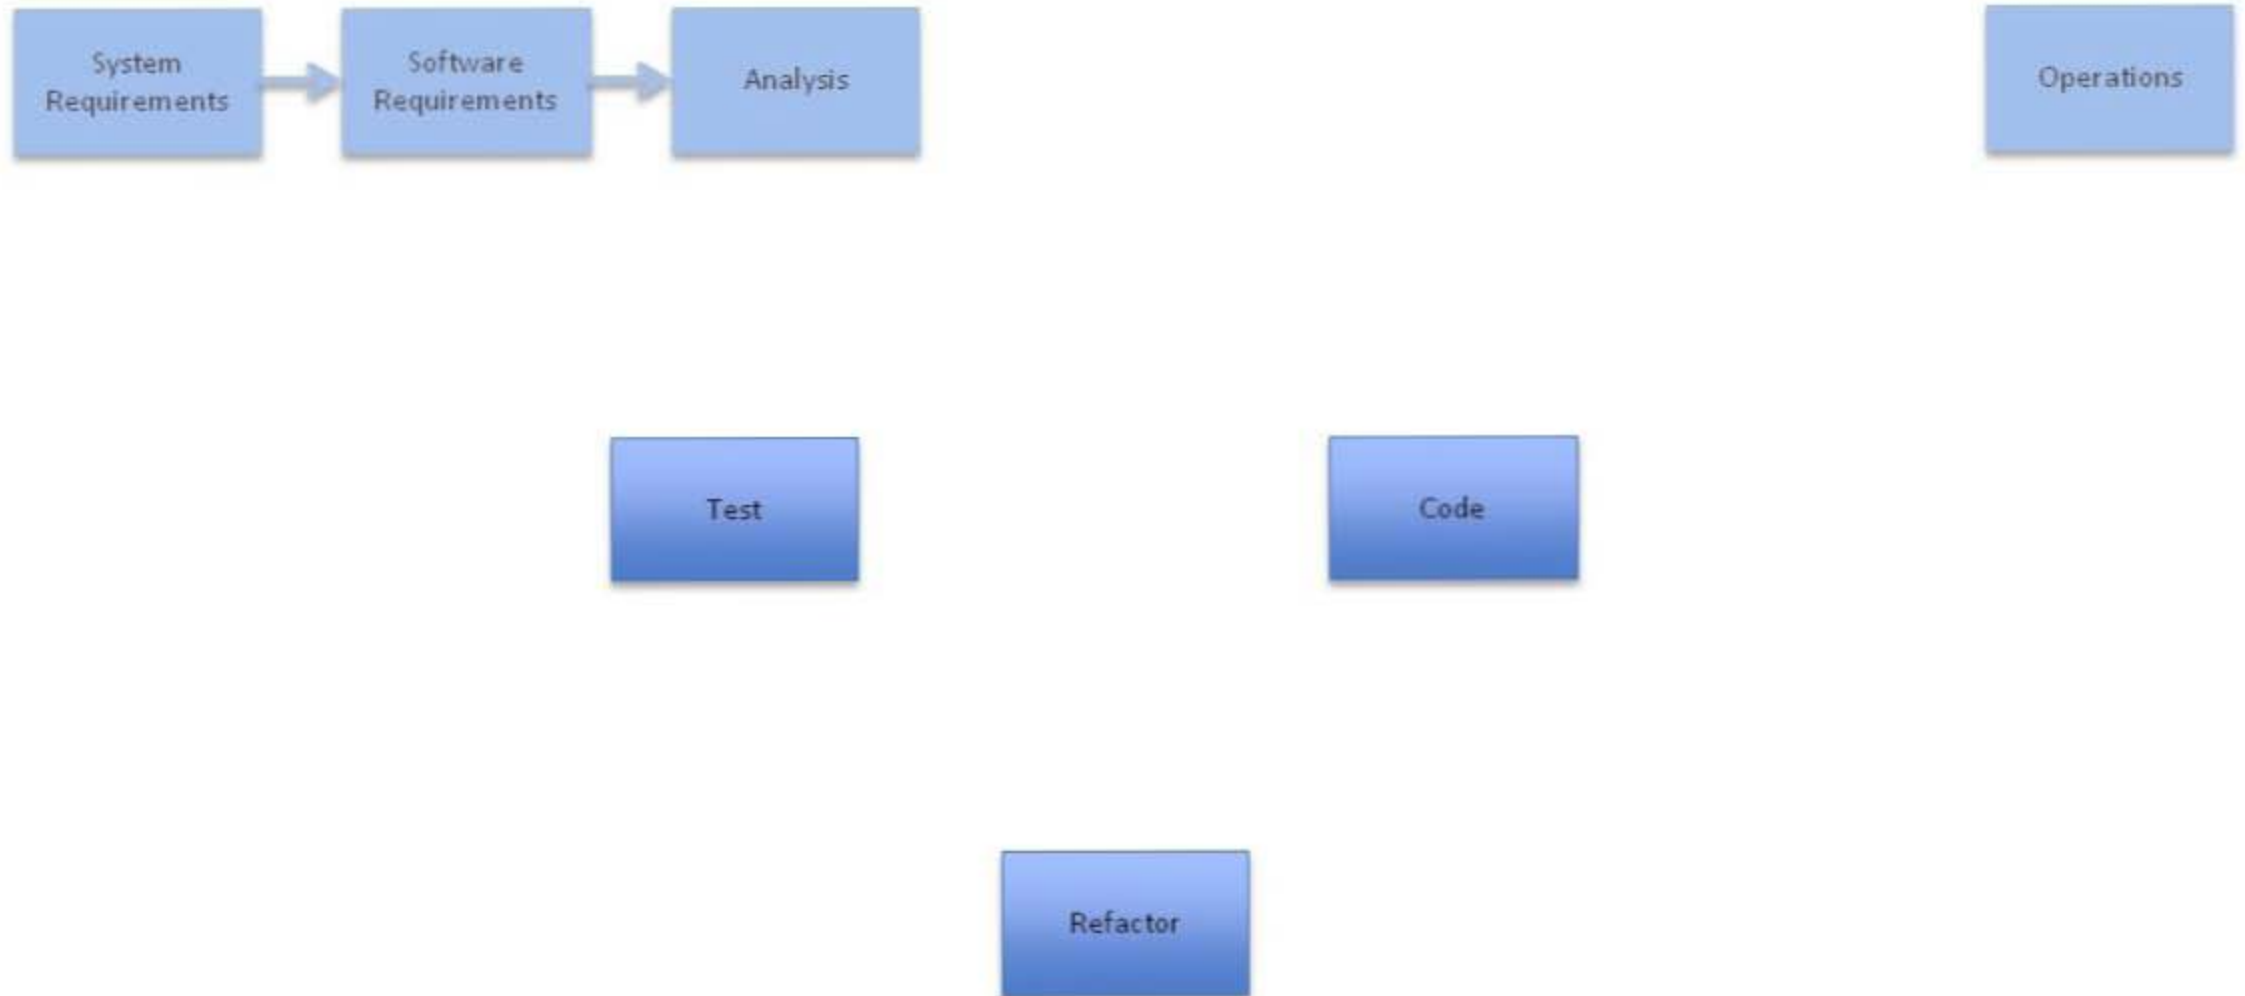 System
Requirements
Software
Requirements
Analysis
Operations
Test
Code
Refactor